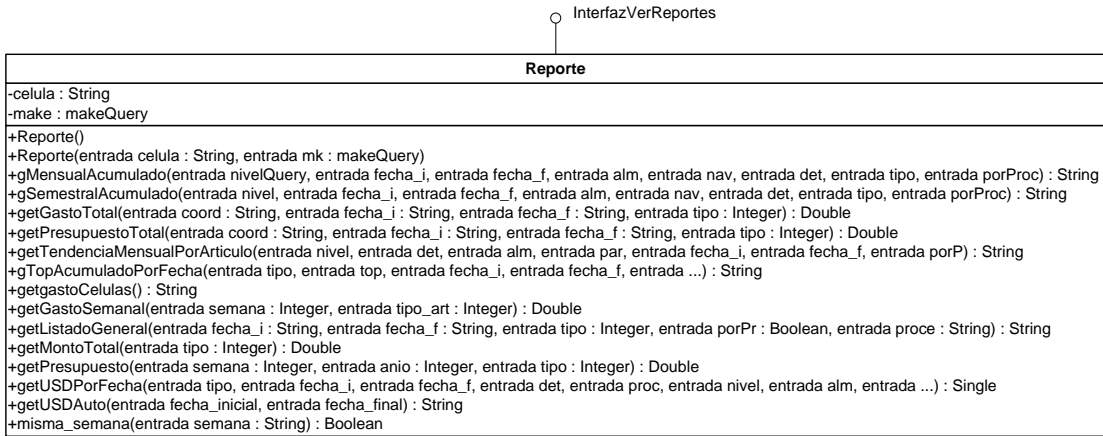 InterfazVerReportes
Reporte
-celula : String
-make : makeQuery
+Reporte()
+Reporte(entrada celula : String, entrada mk : makeQuery)
+gMensualAcumulado(entrada nivelQuery, entrada fecha_i, entrada fecha_f, entrada alm, entrada nav, entrada det, entrada tipo, entrada porProc) : String
+gSemestralAcumulado(entrada nivel, entrada fecha_i, entrada fecha_f, entrada alm, entrada nav, entrada det, entrada tipo, entrada porProc) : String
+getGastoTotal(entrada coord : String, entrada fecha_i : String, entrada fecha_f : String, entrada tipo : Integer) : Double
+getPresupuestoTotal(entrada coord : String, entrada fecha_i : String, entrada fecha_f : String, entrada tipo : Integer) : Double
+getTendenciaMensualPorArticulo(entrada nivel, entrada det, entrada alm, entrada par, entrada fecha_i, entrada fecha_f, entrada porP) : String
+gTopAcumuladoPorFecha(entrada tipo, entrada top, entrada fecha_i, entrada fecha_f, entrada ...) : String
+getgastoCelulas() : String
+getGastoSemanal(entrada semana : Integer, entrada tipo_art : Integer) : Double
+getListadoGeneral(entrada fecha_i : String, entrada fecha_f : String, entrada tipo : Integer, entrada porPr : Boolean, entrada proce : String) : String
+getMontoTotal(entrada tipo : Integer) : Double
+getPresupuesto(entrada semana : Integer, entrada anio : Integer, entrada tipo : Integer) : Double
+getUSDPorFecha(entrada tipo, entrada fecha_i, entrada fecha_f, entrada det, entrada proc, entrada nivel, entrada alm, entrada ...) : Single
+getUSDAuto(entrada fecha_inicial, entrada fecha_final) : String
+misma_semana(entrada semana : String) : Boolean